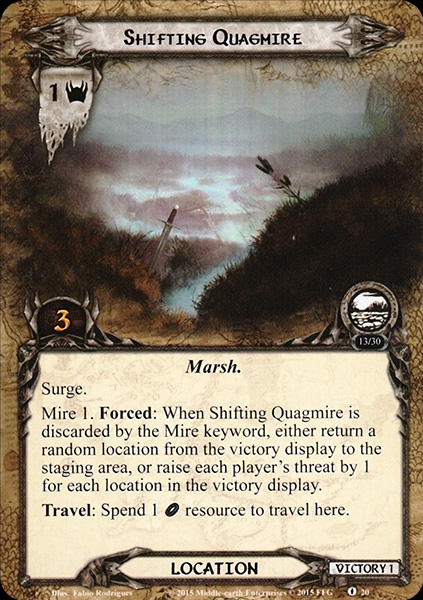 Shifting Quagmire
1
3
13/30
Marsh.
Surge.
Mire 1. Forced: When Shifting Quagmire is
discarded by the Mire keyword, either return a
random location from the victory display to the
staging area, or raise each player's threat by 1
for each location in the victory display.
Travel: Spend 1 resource to travel here.
LOCATION
VICTORY 1
Illus. Fabio Rodrigues
2015 Middle-earth Enterprises © 2015 FFG
20